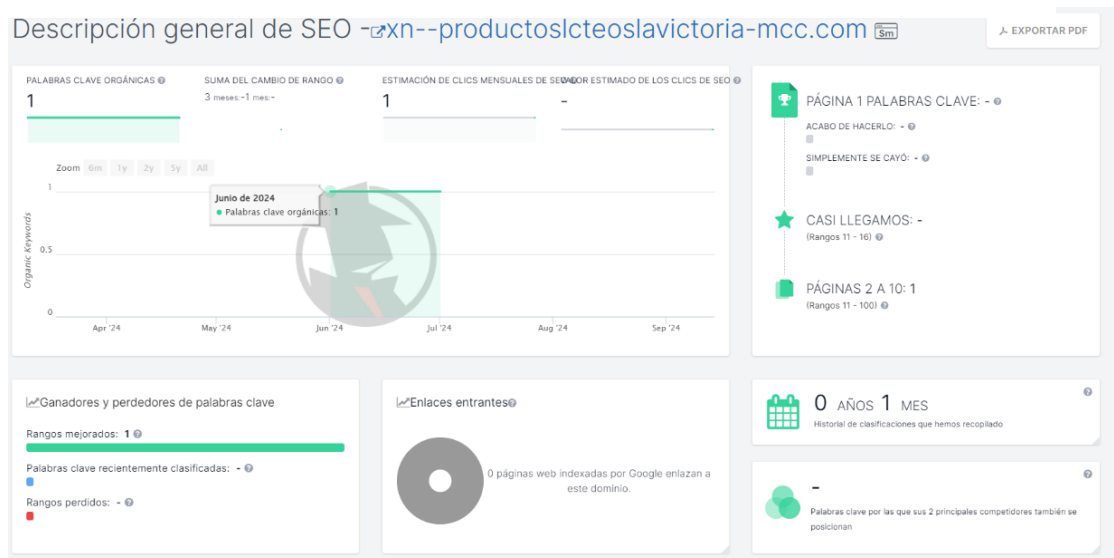 Descripción general de SEO - xn--productoslcteoslavictoria-mcc.com Sm
EXPORTAR PDF
PALABRAS CLAVE ORGÁNICAS
1
SUMA DEL CAMBIO DE RANGO
3 meses:-1 mes:-
ESTIMACIÓN DE CLICS MENSUALES DE SEO
1
VALOR ESTIMADO DE LOS CLICS DE SEO
-
Zoom 6m 1y 2y 5y All
Organic Keywords
1
0.5
0
Junio de 2024
Palabras clave orgánicas: 1
Apr '24 May '24 Jun '24 Jul '24 Aug '24 Sep '24
PÁGINA 1 PALABRAS CLAVE: -
ACABO DE HACERLO: -
SIMPLEMENTE SE CAYÓ: -
CASI LLEGAMOS: -
(Rangos 11 - 16)
PÁGINAS 2 A 10: 1
(Rangos 11 - 100)
Ganadores y perdedores de palabras clave
Rangos mejorados: 1
Palabras clave recientemente clasificadas: -
Rangos perdidos: -
Enlaces entrantes
0 páginas web indexadas por Google enlazan a
este dominio.
0 AÑOS 1 MES
Historial de clasificaciones que hemos recopilado
-
Palabras clave por las que sus 2 principales competidores también se
posicionan